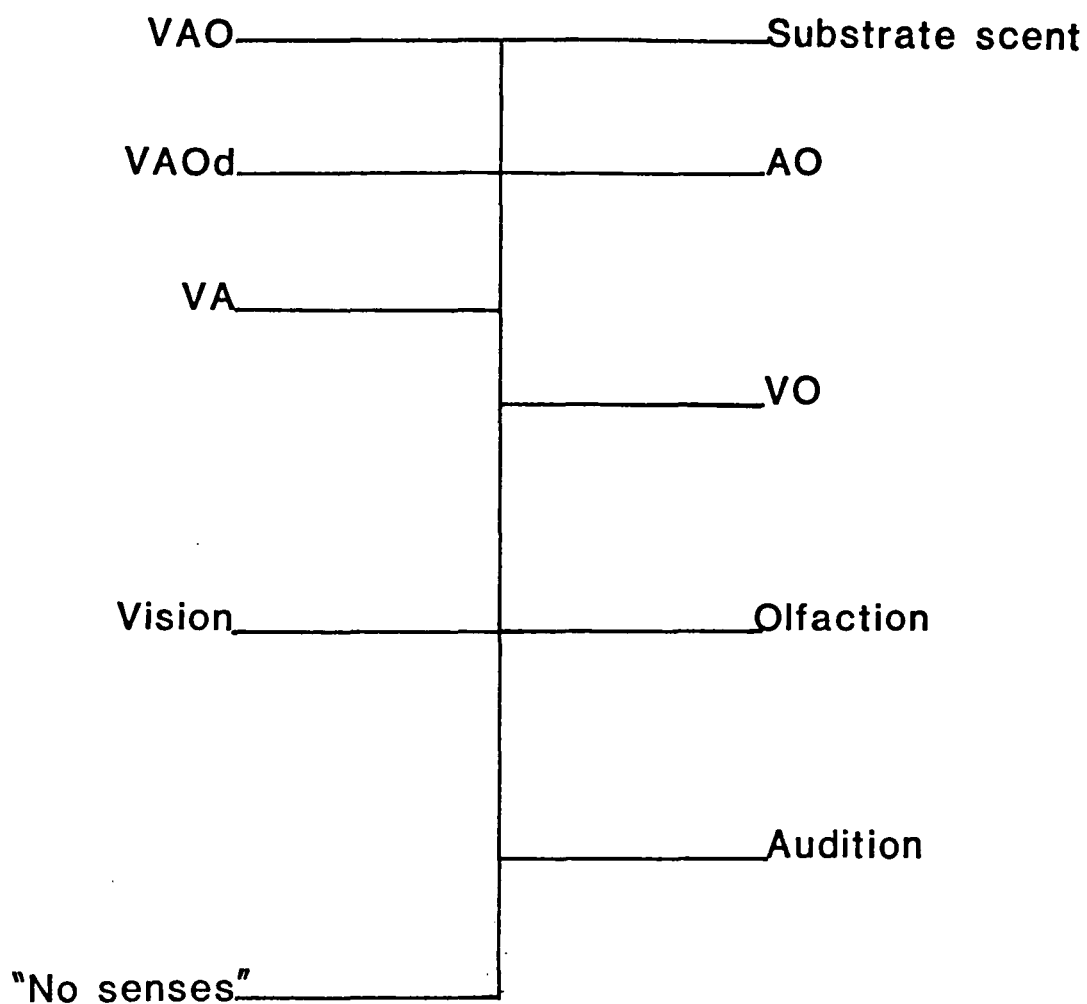 VAO Substrate scent
VAOd AO
VA
VO
Vision Olfaction
Audition
"No senses"